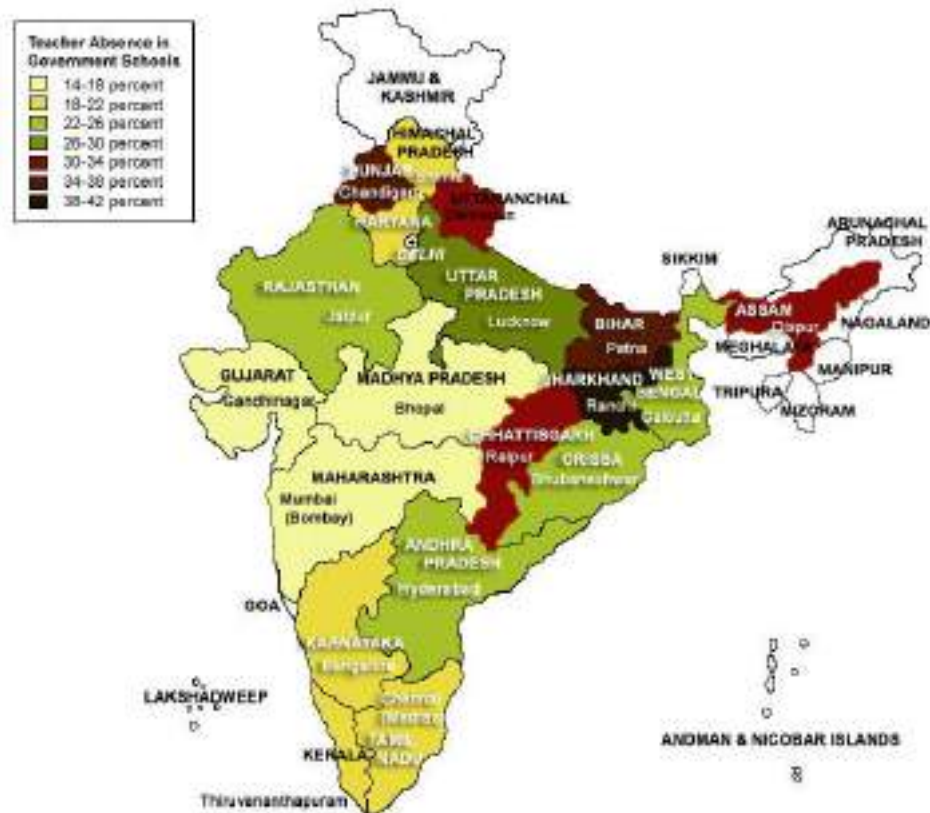 Teacher Absence in
Government Schools
14-18 percent
18-22 percent
22-26 percent
26-30 percent
30-34 percent
34-38 percent
38-42 percent
JAMMU &
KASHMIR
HIMACHAL
PRADESH
PUNJAB
Chandigarh
UTTARANCHAL
HARYANA
DELHI
ARUNACHAL
PRADESH
SIKKIM
UTTAR
PRADESH
Lucknow
RAJASTHAN
Jaipur
BIHAR
Patna
ASSAM
Dispur
NAGALAND
MEGHALAYA
MANIPUR
TRIPURA
MIZORAM
GUJARAT
Gandhinagar
MADHYA PRADESH
Bhopal
JHARKHAND
Ranchi
WEST
BENGAL
Calcutta
CHHATTISGARH
Raipur
ORISSA
Bhubaneshwar
MAHARASHTRA
Mumbai
(Bombay)
ANDHRA
PRADESH
Hyderabad
GOA
KARNATAKA
Bangalore
LAKSHADWEEP
Chennai
(Madras)
TAMIL
NADU
KERALA
ANDMAN & NICOBAR ISLANDS
Thiruvananthapuram